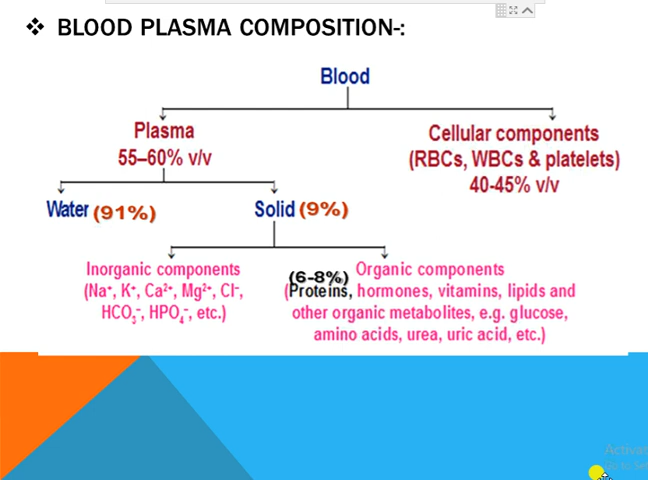 ❖ BLOOD PLASMA COMPOSITION-:
Blood
Plasma
55–60% v/v
Cellular components
(RBCs, WBCs & platelets)
40-45% v/v
Water (91%)
Solid (9%)
Inorganic components
(Na⁺, K⁺, Ca²⁺, Mg²⁺, Cl⁻,
HCO₃⁻, HPO₄⁻, etc.)
(6-8%) Organic components
(Proteins, hormones, vitamins, lipids and
other organic metabolites, e.g. glucose,
amino acids, urea, uric acid, etc.)